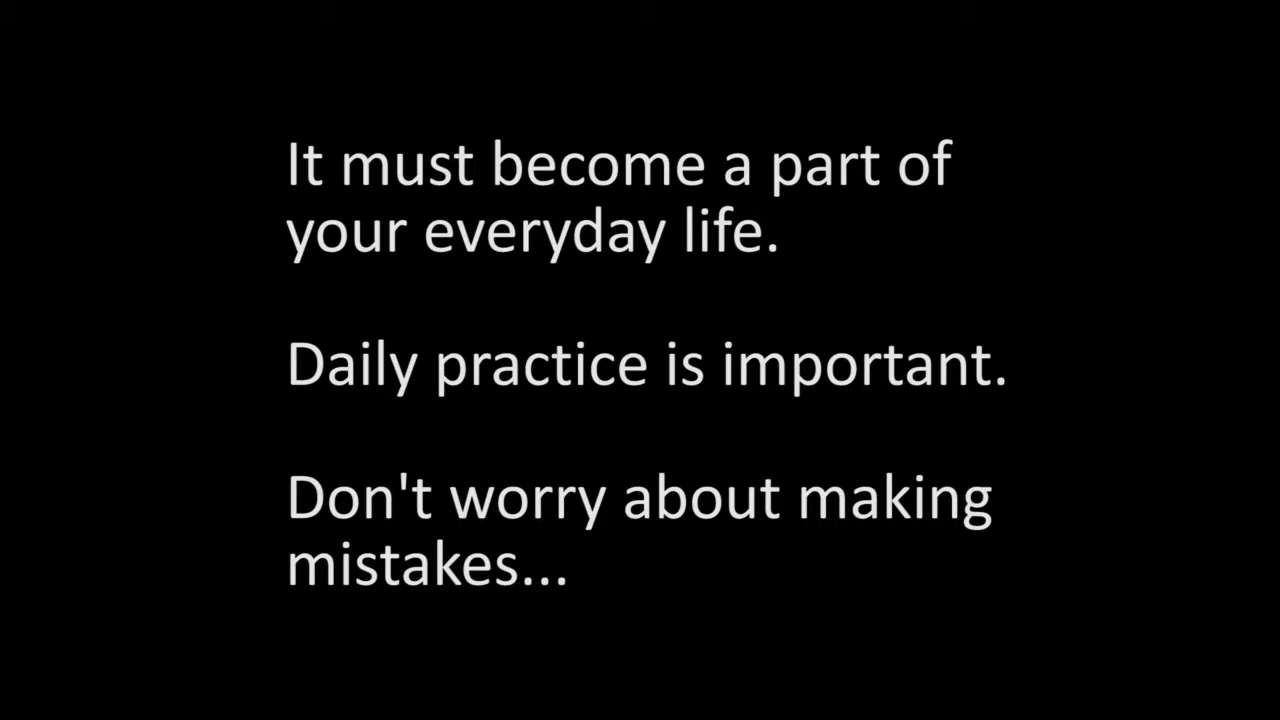 It must become a part of
your everyday life.
Daily practice is important.
Don't worry about making
mistakes...